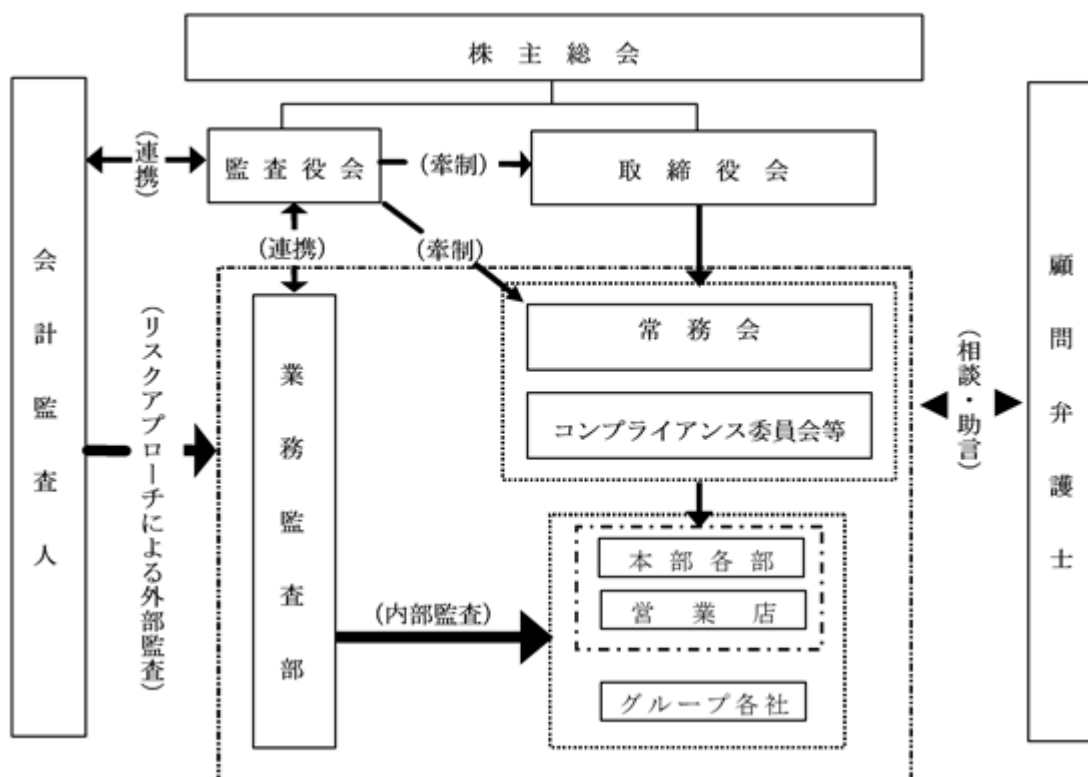 株主総会
(連携)
監査役会
(牽制)
取締役会
(連携)
(牽制)
会計監査人
(リスクアプローチによる外部監査)
業務監査部
常務会
コンプライアンス委員会等
(相談・助言)
顧問弁護士
(内部監査)
本部各部
営業店
グループ各社